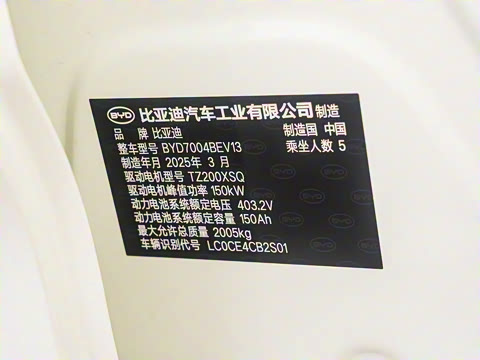 BYD 比亚迪汽车工业有限公司 制造
品 牌 比亚迪 制造国 中国
整车型号 BYD7004BEV13 乘坐人数 5
制造年月 2025年 3 月
驱动电机型号 TZ200XSQ
驱动电机峰值功率 150kW
动力电池系统额定电压 403.2V
动力电池系统额定容量 150Ah
最大允许总质量 2005kg
车辆识别代号 LC0CE4CB2S01